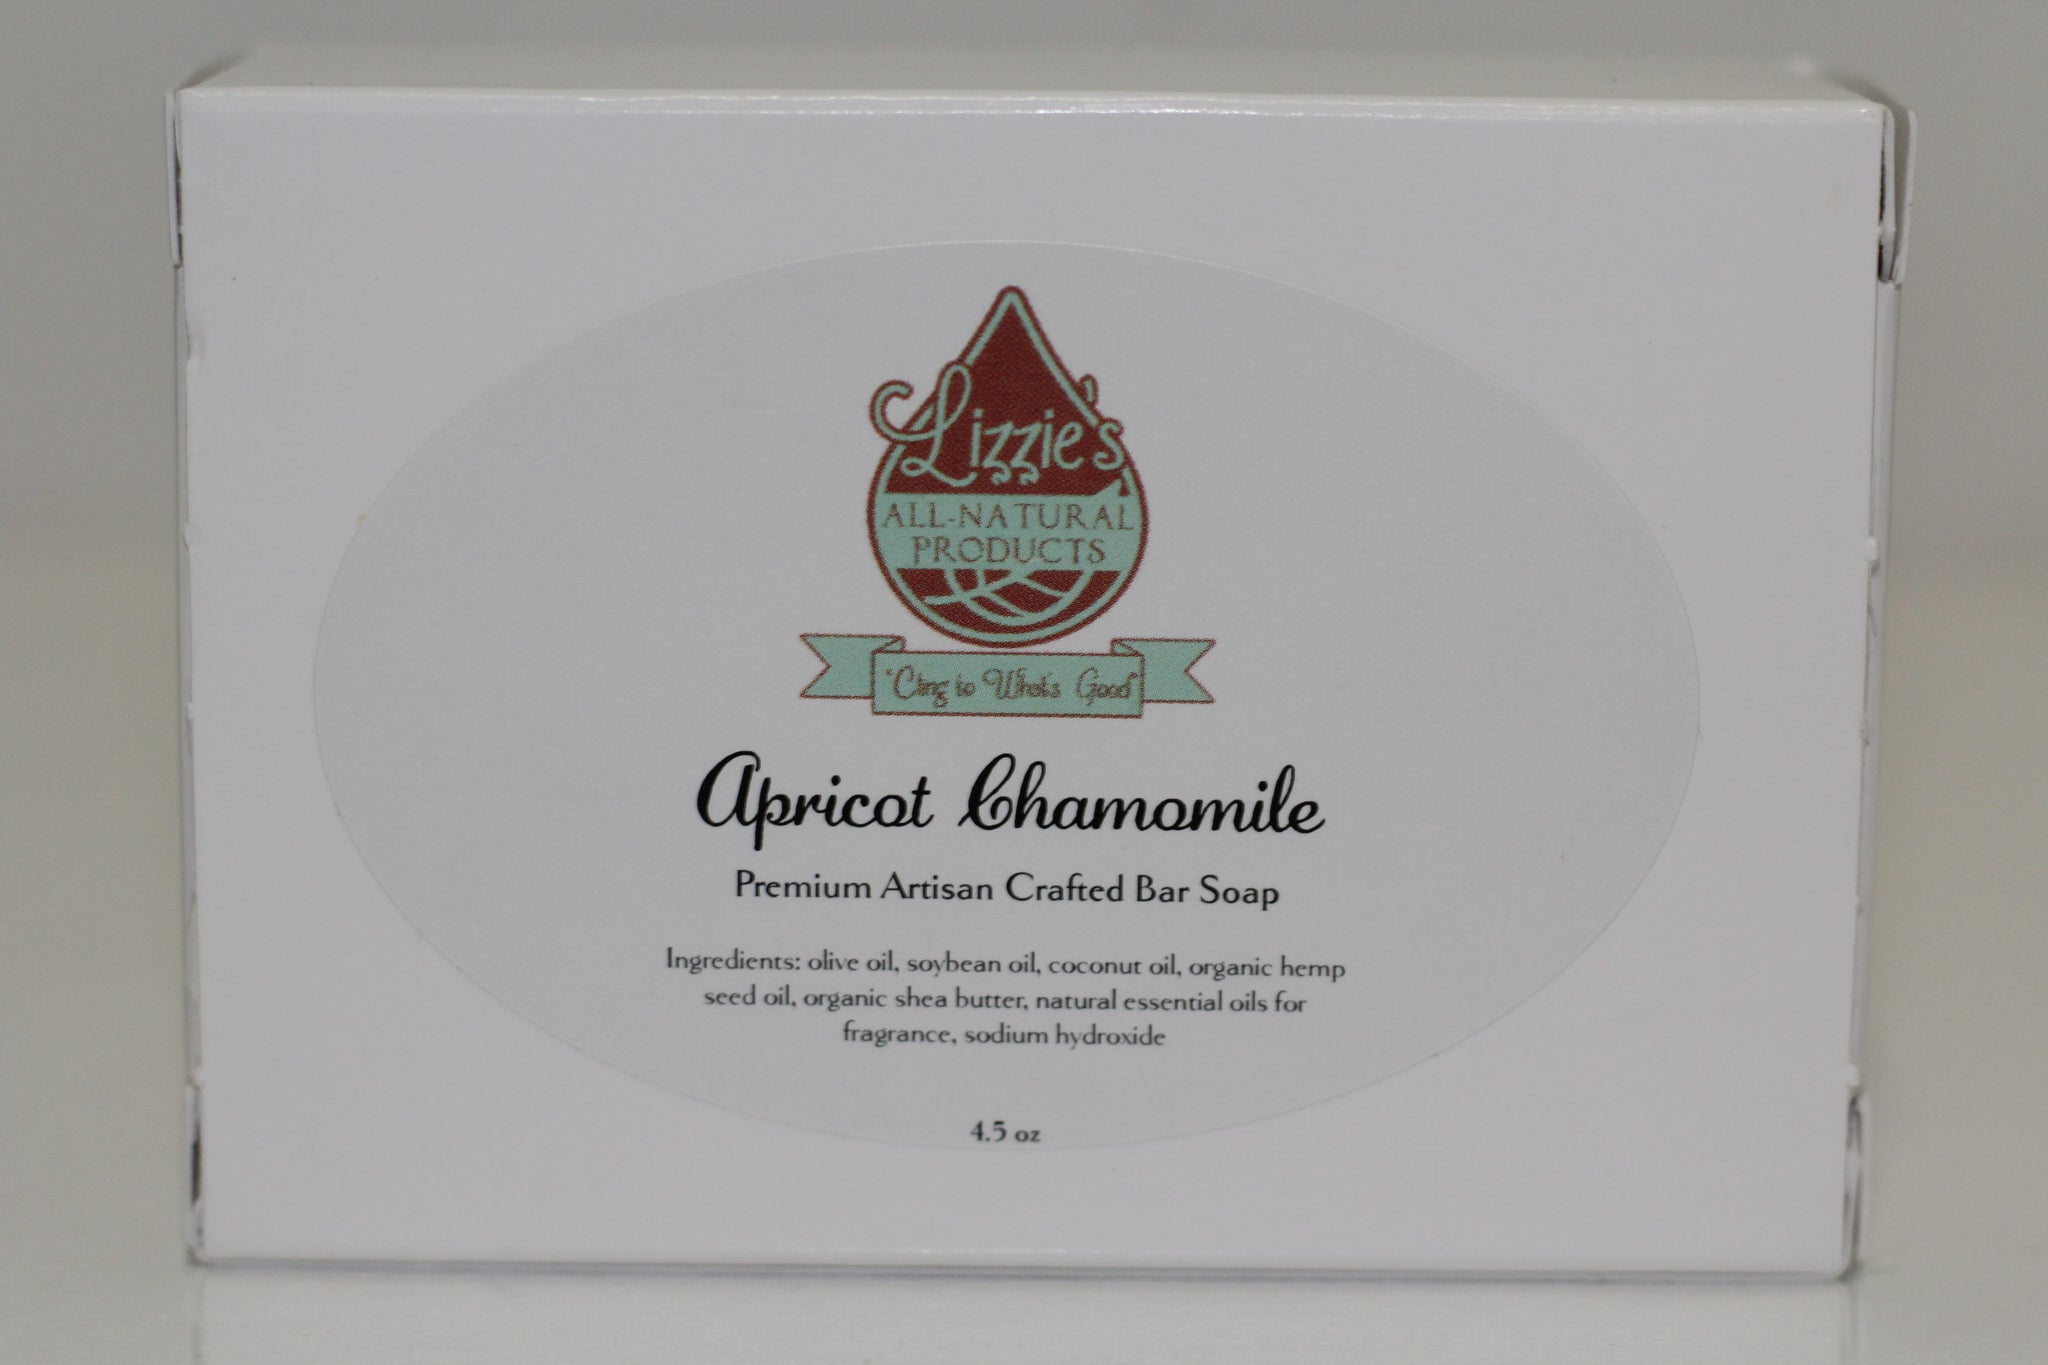 Lizzie's
ALL-NATURAL
PRODUCTS
"Cling to What's Good"
Apricot Chamomile
Premium Artisan Crafted Bar Soap
Ingredients: olive oil, soybean oil, coconut oil, organic hemp
seed oil, organic shea butter, natural essential oils for
fragrance, sodium hydroxide
4.5 oz